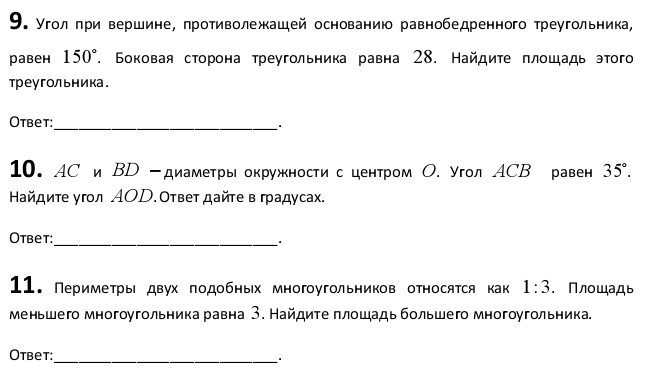 9. Угол при вершине, противолежащей основанию равнобедренного треугольника,
равен 150°. Боковая сторона треугольника равна 28. Найдите площадь этого
треугольника.
Ответ:___________________________.
10. AC и BD – диаметры окружности с центром O. Угол ACB равен 35°.
Найдите угол AOD.Ответ дайте в градусах.
Ответ:___________________________.
11. Периметры двух подобных многоугольников относятся как 1:3. Площадь
меньшего многоугольника равна 3. Найдите площадь большего многоугольника.
Ответ:___________________________.